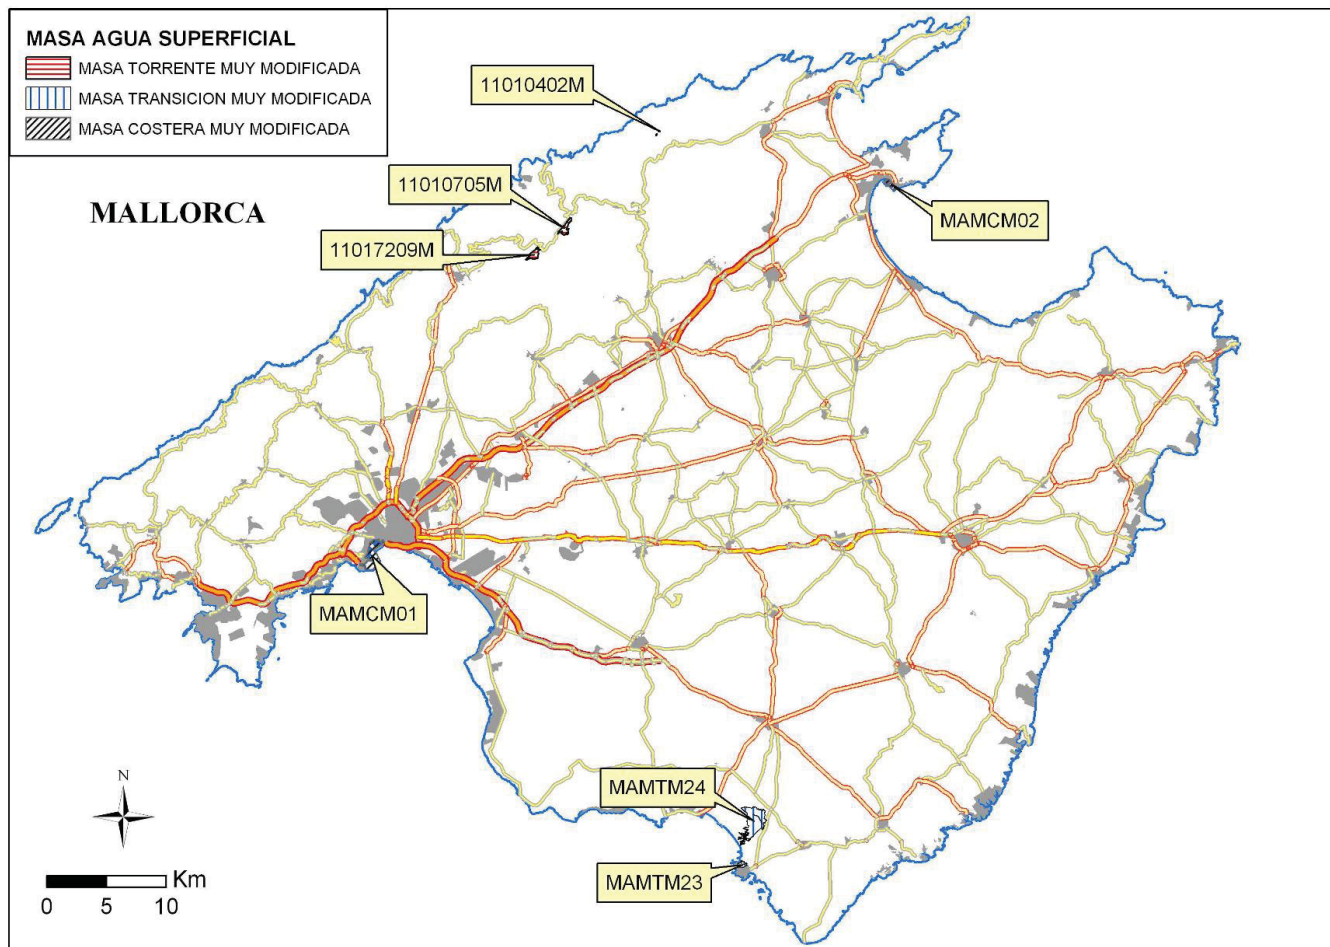 MASA AGUA SUPERFICIAL
MASA TORRENTE MUY MODIFICADA
MASA TRANSICION MUY MODIFICADA
MASA COSTERA MUY MODIFICADA
11010402M
11010705M
MALLORCA
MAMCM02
11017209M
MAMCM01
MAMTM24
N
MAMTM23
Km
0 5 10